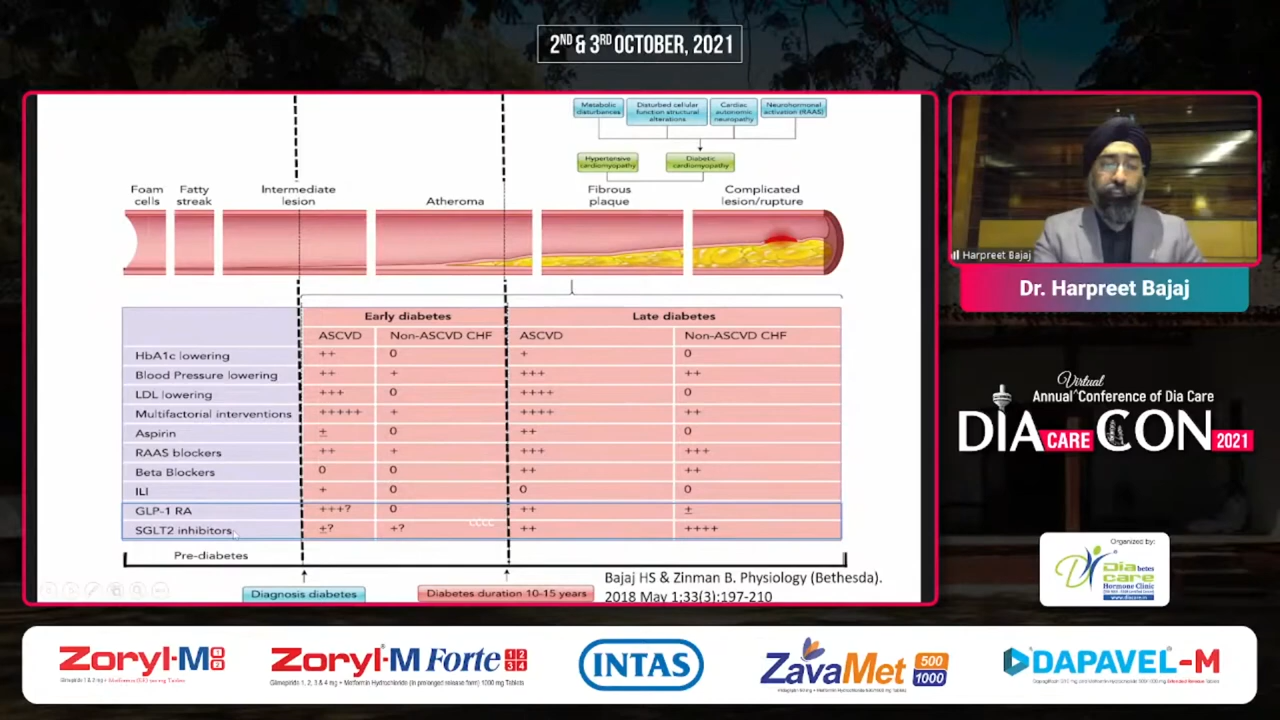 2ND & 3RD OCTOBER, 2021
Metabolic disturbances
Disturbed cellular function structural alterations
Cardiac autonomic neuropathy
Neurohormonal activation (RAAS)
Hypertensive cardiomyopathy
Diabetic cardiomyopathy
Foam cells
Fatty streak
Intermediate lesion
Atheroma
Fibrous plaque
Complicated lesion/rupture
Early diabetes Late diabetes
ASCVD Non-ASCVD CHF ASCVD Non-ASCVD CHF
HbA1c lowering ++ 0 + 0
Blood Pressure lowering ++ + +++ ++
LDL lowering +++ 0 ++++ 0
Multifactorial interventions +++++ + ++++ ++
Aspirin ± 0 ++ 0
RAAS blockers ++ + +++ +++
Beta Blockers 0 0 ++ ++
ILI + 0 0 0
GLP-1 RA +++? 0 ++ ±
SGLT2 inhibitors ±? +? ++ ++++
Pre-diabetes
Diagnosis diabetes
Diabetes duration 10-15 years
Bajaj HS & Zinman B. Physiology (Bethesda).
2018 May 1;33(3):197-210
Harpreet Bajaj
Dr. Harpreet Bajaj
Virtual
Annual ^ Conference of Dia Care
DIA CARE CON 2021
Organized by:
Diabetes
care
Hormone Clinic
Zoryl-M 1 2
Zoryl-M Forte 1 2 3 4
INTAS
ZavaMet 500 1000
DAPAVEL-M